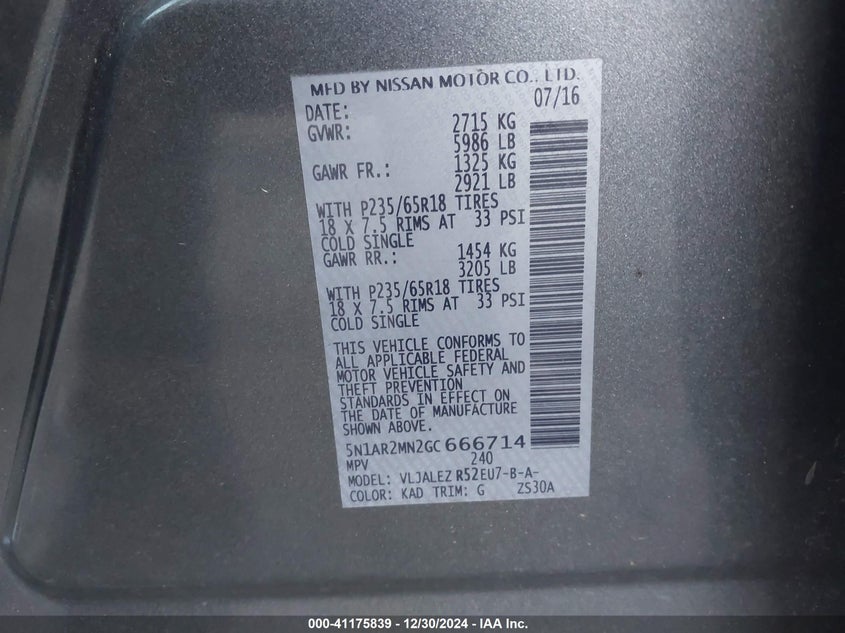 MFD BY NISSAN MOTOR CO., LTD.
DATE: 07/16
GVWR: 2715 KG
5986 LB
GAWR FR.: 1325 KG
2921 LB
WITH P235/65R18 TIRES
18 X 7.5 RIMS AT 33 PSI
COLD SINGLE
GAWR RR.: 1454 KG
3205 LB
WITH P235/65R18 TIRES
18 X 7.5 RIMS AT 33 PSI
COLD SINGLE
THIS VEHICLE CONFORMS TO
ALL APPLICABLE FEDERAL
MOTOR VEHICLE SAFETY AND
THEFT PREVENTION
STANDARDS IN EFFECT ON
THE DATE OF MANUFACTURE
SHOWN ABOVE.
5N1AR2MN2GC666714
MPV 240
MODEL: VLJALEZ R52EU7-B-A-
COLOR: KAD TRIM: G ZS30A
000-41175839 - 12/30/2024 - IAA Inc.